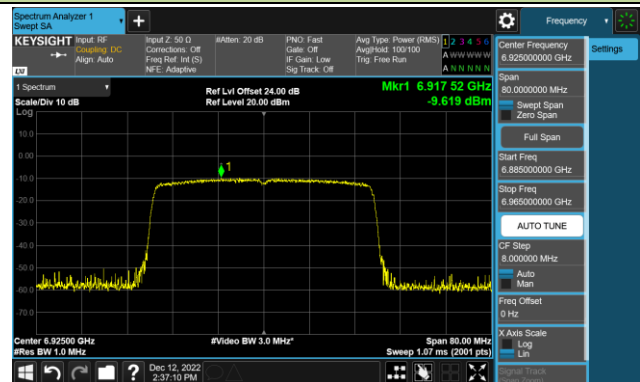 Spectrum Analyzer 1
Swept SA
Frequency
KEYSIGHT
Input: RF
Coupling: DC
Align: Auto
Input Z: 50 Ω
Corrections: Off
Freq Ref: Int (S)
NFE: Adaptive
#Atten: 20 dB
PNO: Fast
Gate: Off
IF Gain: Low
Sig Track: Off
Avg Type: Power (RMS)
Avg|Hold: 100/100
Trig: Free Run
1 2 3 4 5 6
A W W W W W
A N N N N N
LXI
1 Spectrum
Scale/Div 10 dB
Log
Ref Lvl Offset 24.00 dB
Ref Level 20.00 dBm
Mkr1 6.917 52 GHz
-9.619 dBm
1
10.0
0.00
-10.0
-20.0
-30.0
-40.0
-50.0
-60.0
-70.0
Center 6.92500 GHz
#Res BW 1.0 MHz
#Video BW 3.0 MHz*
Span 80.00 MHz
Sweep 1.07 ms (2001 pts)
Dec 12, 2022
2:37:10 PM
Center Frequency
6.925000000 GHz
Settings
Span
80.0000000 MHz
Swept Span
Zero Span
Full Span
Start Freq
6.885000000 GHz
Stop Freq
6.965000000 GHz
AUTO TUNE
CF Step
8.000000 MHz
Auto
Man
Freq Offset
0 Hz
X Axis Scale
Log
Lin
Signal Track